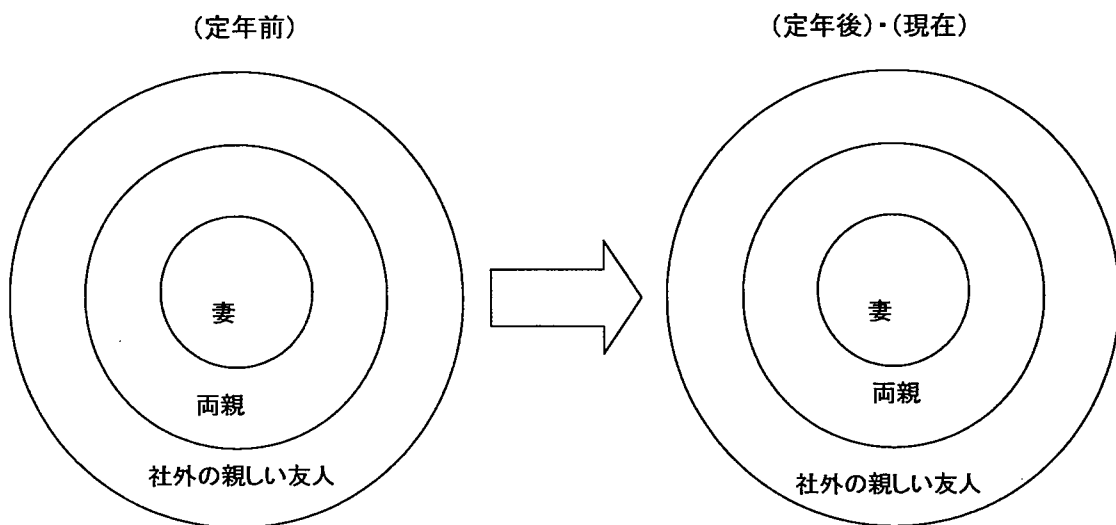 (定年前)
(定年後)・(現在)
妻
両親
社外の親しい友人
妻
両親
社外の親しい友人